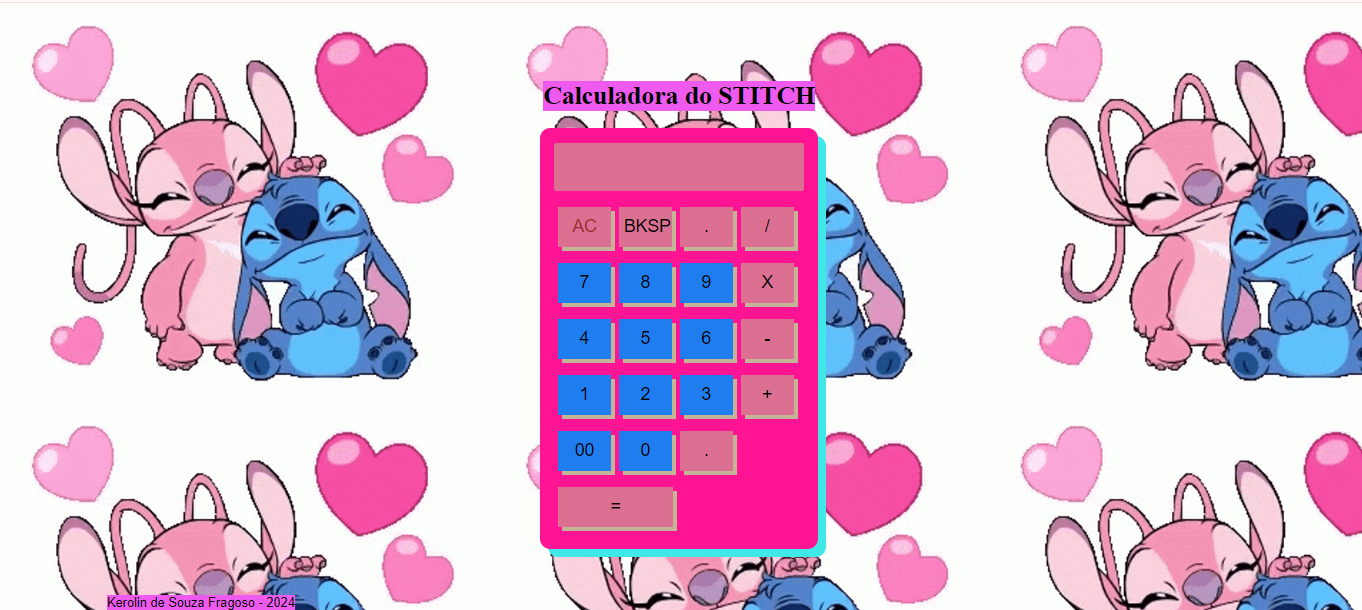 Calculadora do STITCH
AC BKSP . /
7 8 9 X
4 5 6 -
1 2 3 +
00 0 .
=
Kerolin de Souza Fragoso - 2024